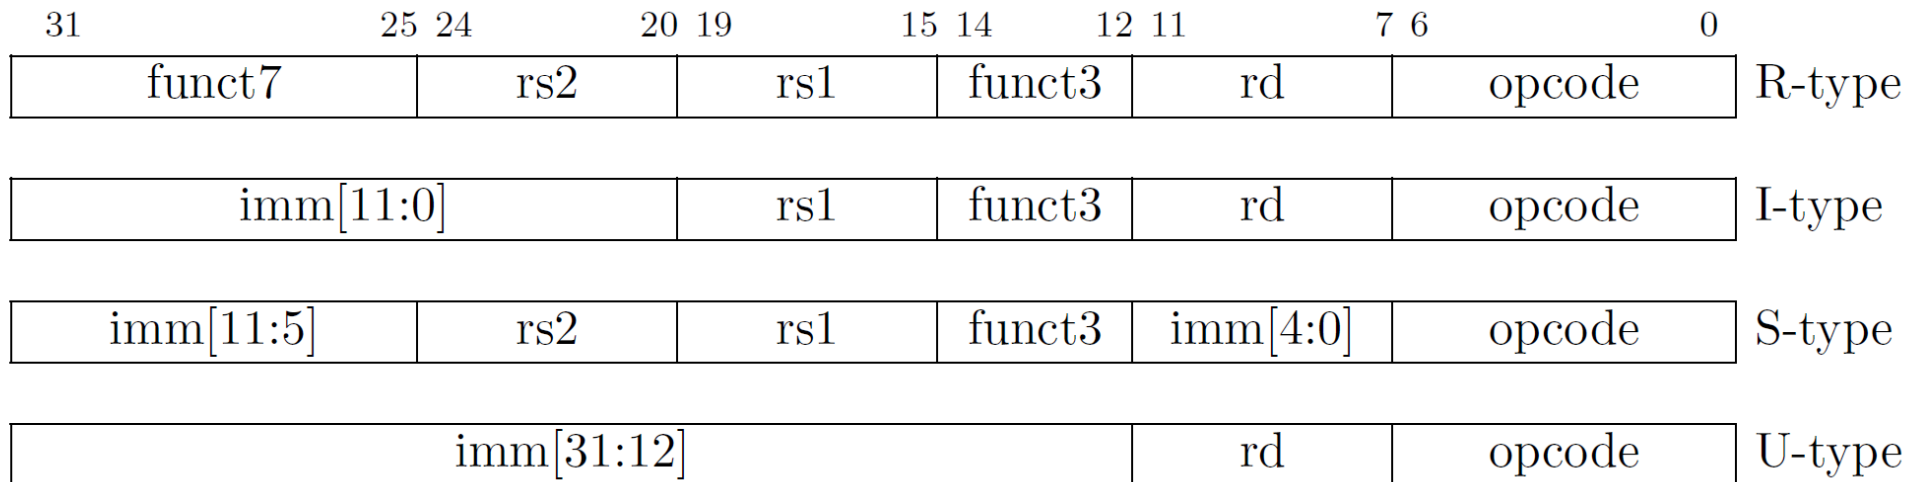 31 25 24 20 19 15 14 12 11 7 6 0
funct7 rs2 rs1 funct3 rd opcode R-type
imm[11:0] rs1 funct3 rd opcode I-type
imm[11:5] rs2 rs1 funct3 imm[4:0] opcode S-type
imm[31:12] rd opcode U-type